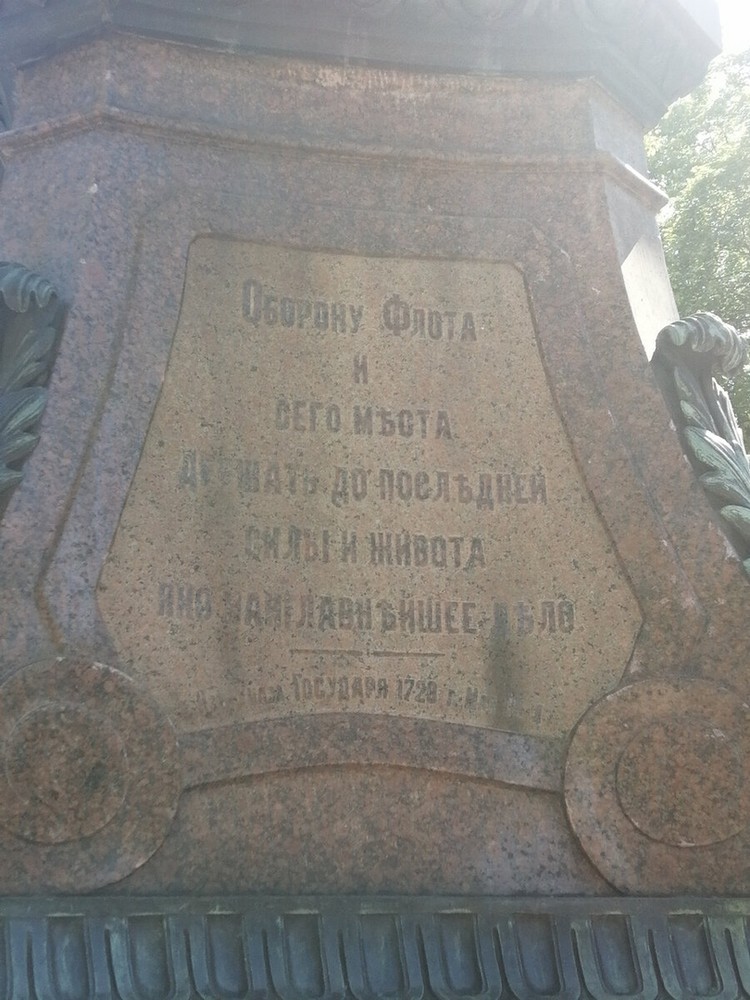 Оборону Флота
и
сего мѣста
держать до послѣдней
силы и живота
яко наиглавнѣйшее дѣло
Государя 1720 г.